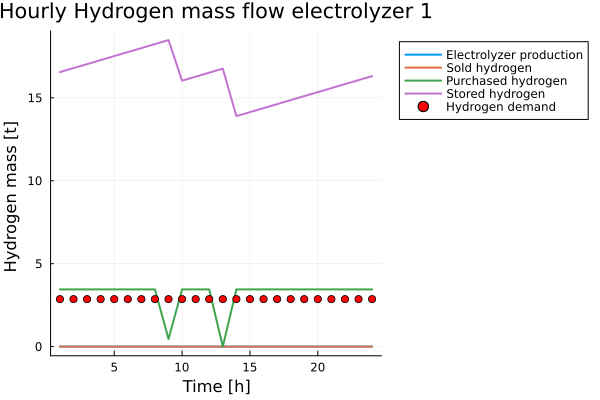 Hourly Hydrogen mass flow electrolyzer 1
Electrolyzer production
Sold hydrogen
Purchased hydrogen
Stored hydrogen
Hydrogen demand
Hydrogen mass [t]
15
10
5
0
5
10
15
20
Time [h]